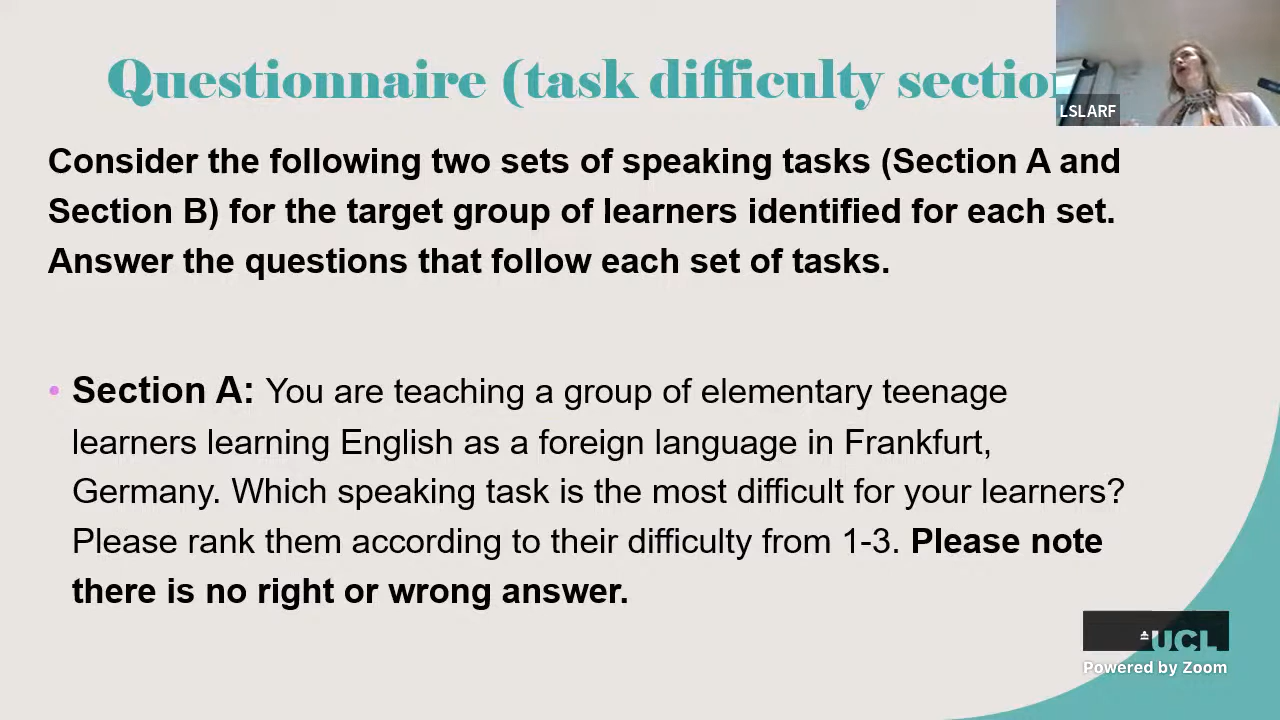 Questionnaire (task difficulty section
LSLARF
Consider the following two sets of speaking tasks (Section A and
Section B) for the target group of learners identified for each set.
Answer the questions that follow each set of tasks.
• Section A: You are teaching a group of elementary teenage
learners learning English as a foreign language in Frankfurt,
Germany. Which speaking task is the most difficult for your learners?
Please rank them according to their difficulty from 1-3. Please note
there is no right or wrong answer.
UCL
Powered by Zoom